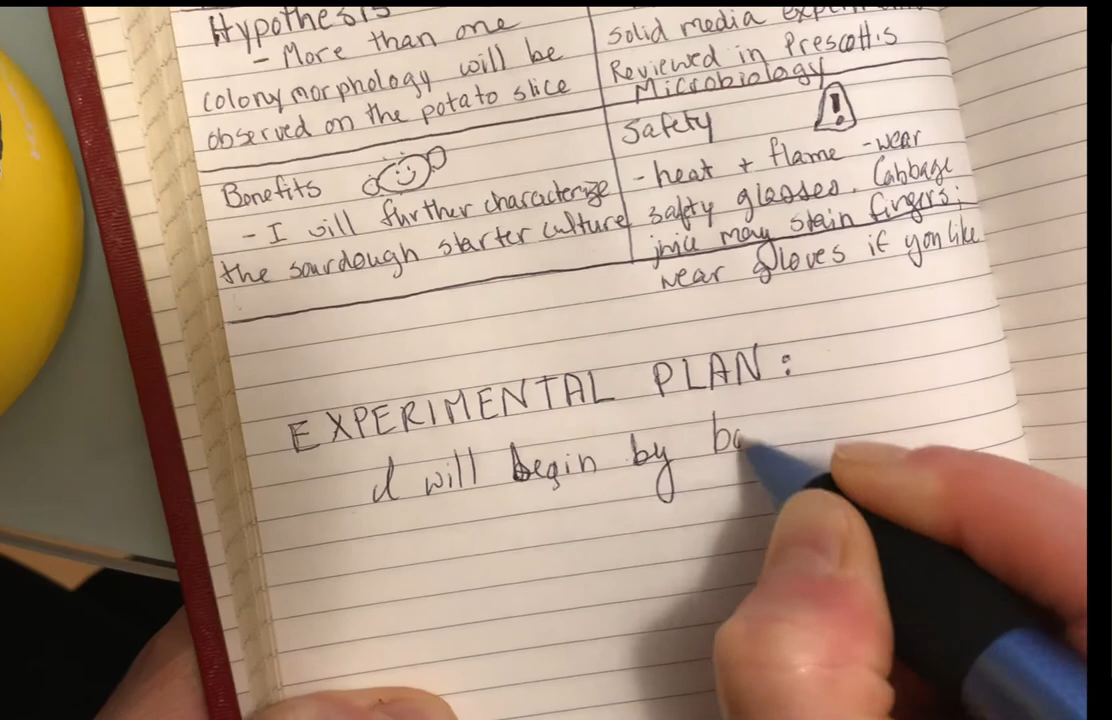 Hypothesis
- More than one
colony morphology will be
observed on the potato slice
solid media
Reviewed in Prescott's
Microbiology
Benefits
- I will further characterize
the sourdough starter culture
Safety
!
- heat + flame - wear
safety glasses. Cabbage
juice may stain fingers;
wear gloves if you like
EXPERIMENTAL PLAN:
I will begin by